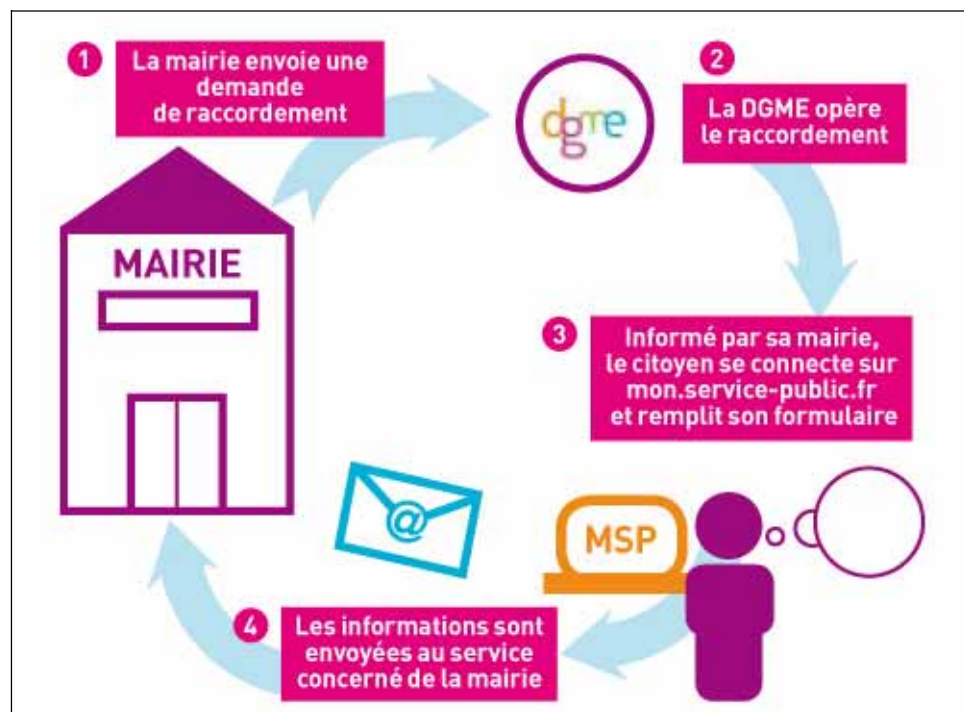 1
La mairie envoie une
demande
de raccordement
dgme
2
La DGME opère
le raccordement
MAIRIE
3
Informé par sa mairie,
le citoyen se connecte sur
mon.service-public.fr
et remplit son formulaire
@
MSP
4
Les informations sont
envoyées au service
concerné de la mairie